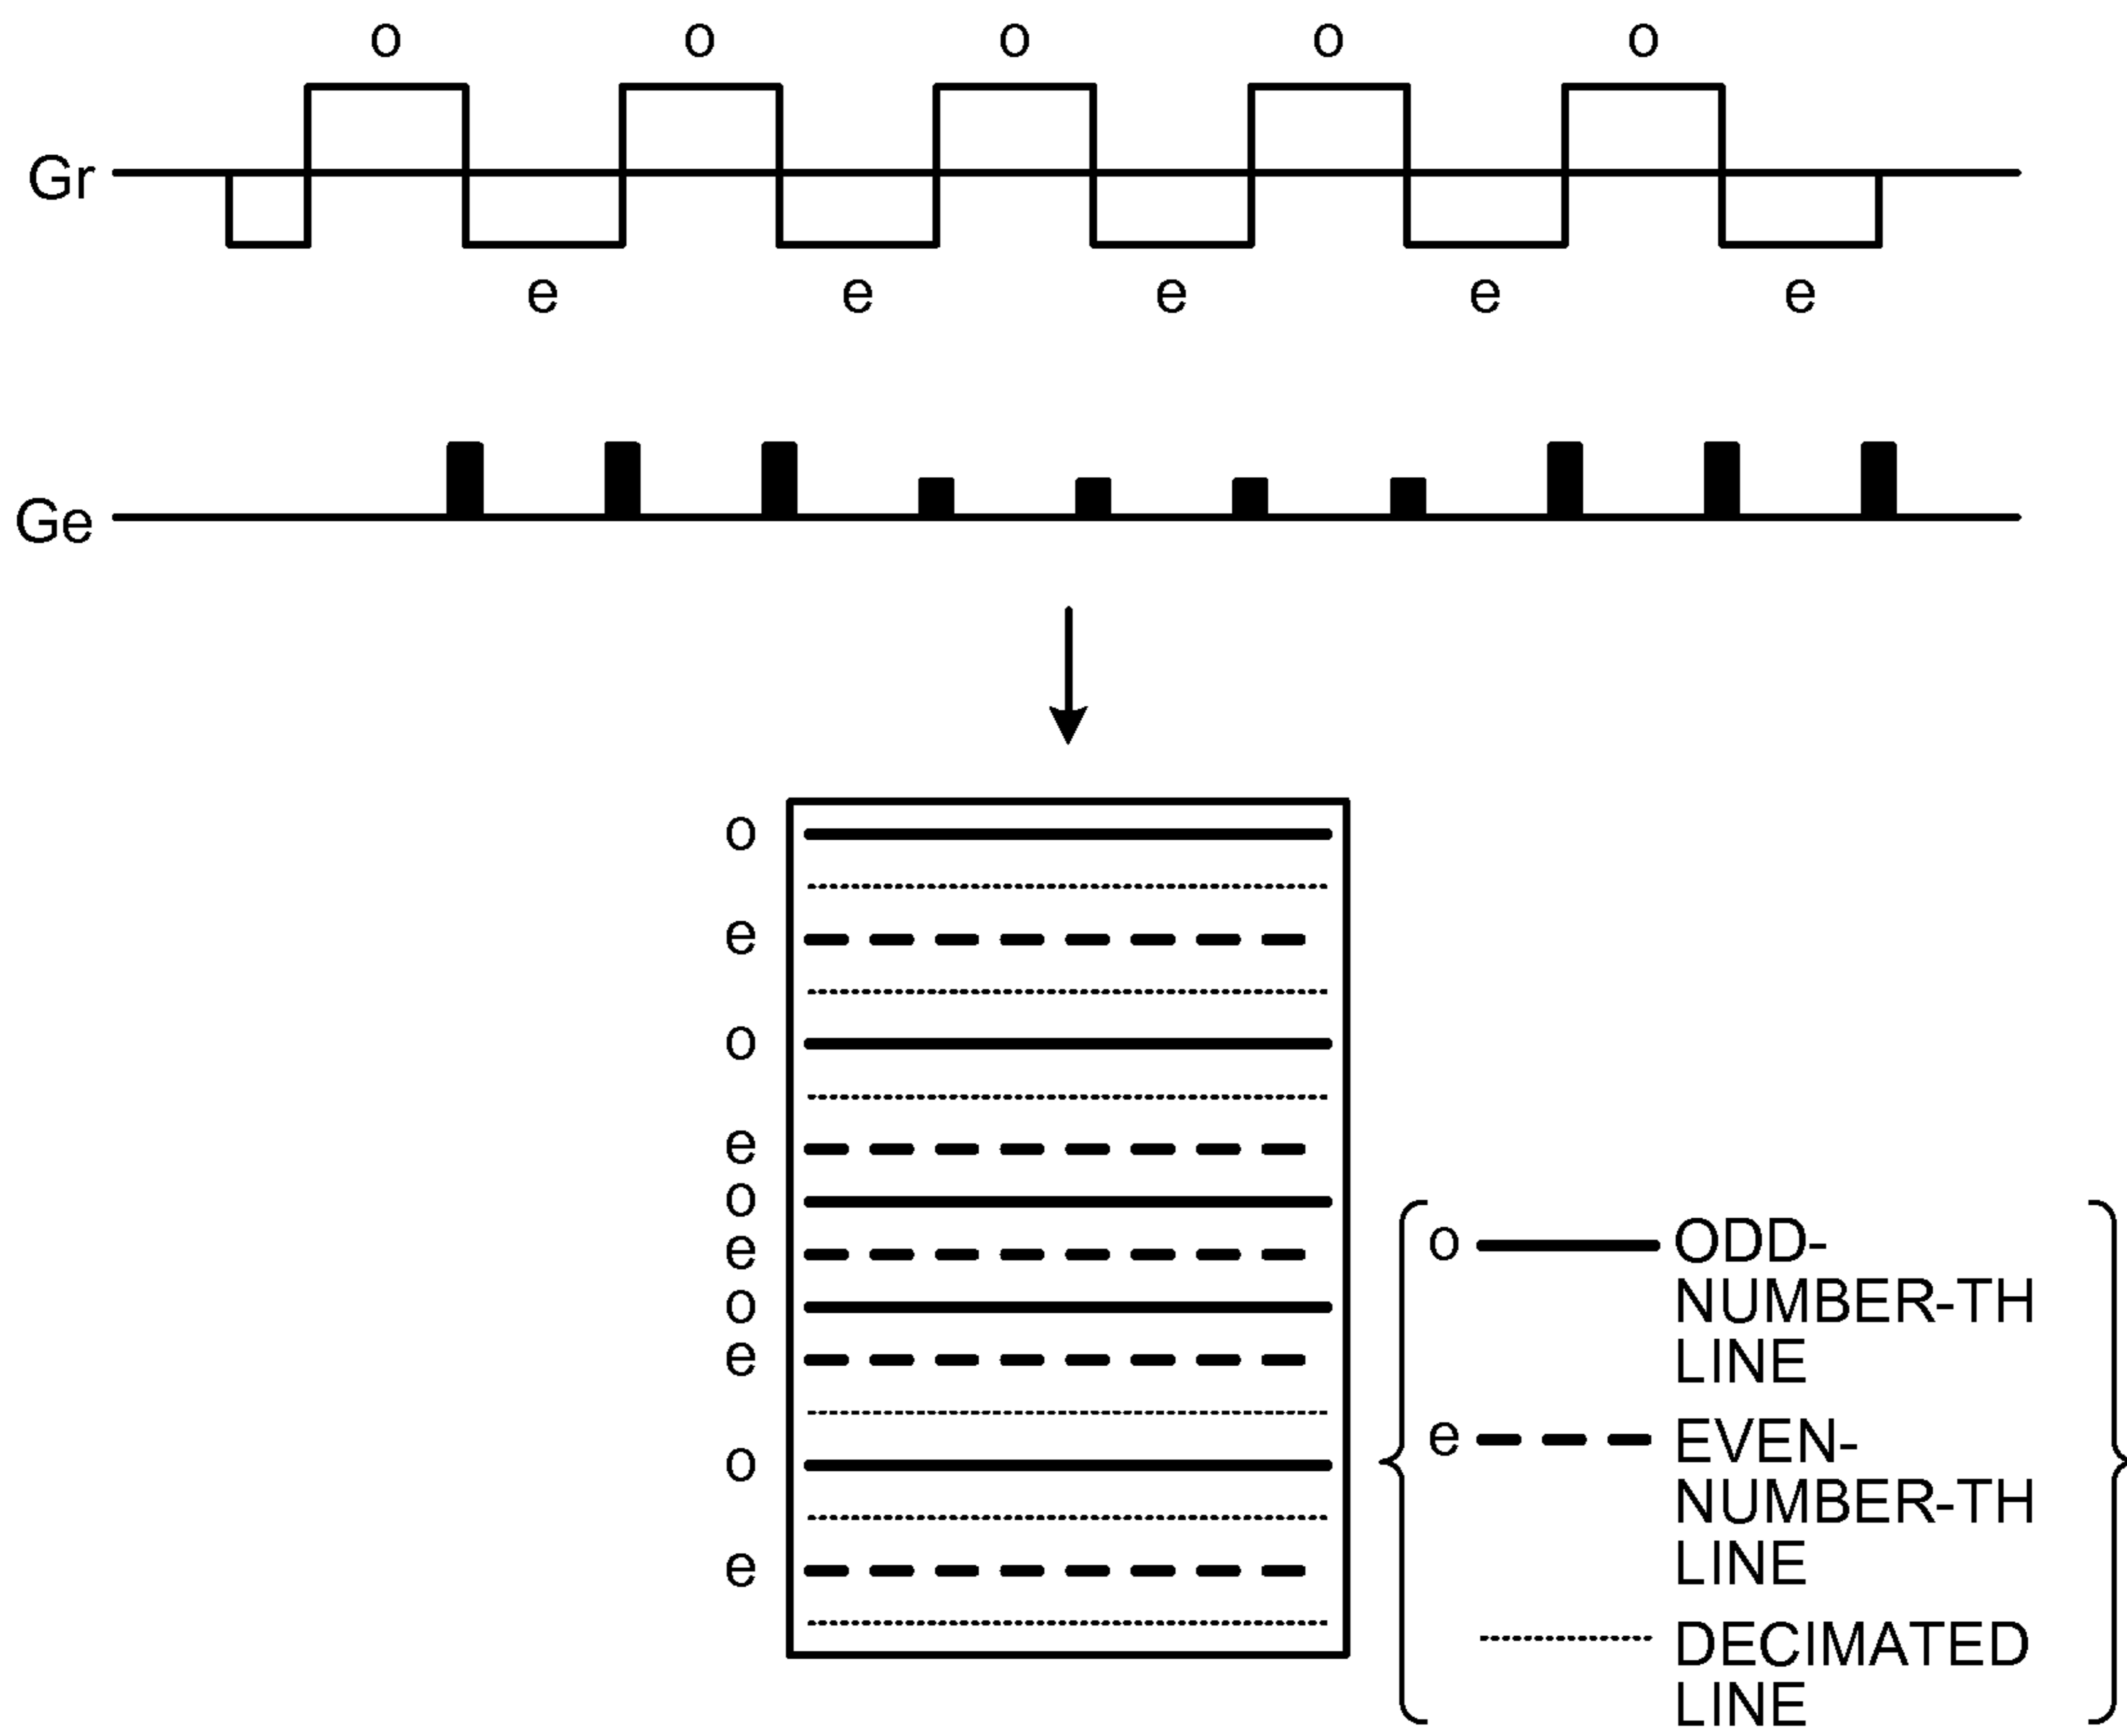 o o o o o
Gr
e e e e e
Ge
o
e
o
e
o
e
o
e
o
e
o ODD-
NUMBER-TH
LINE
e EVEN-
NUMBER-TH
LINE
DECIMATED
LINE